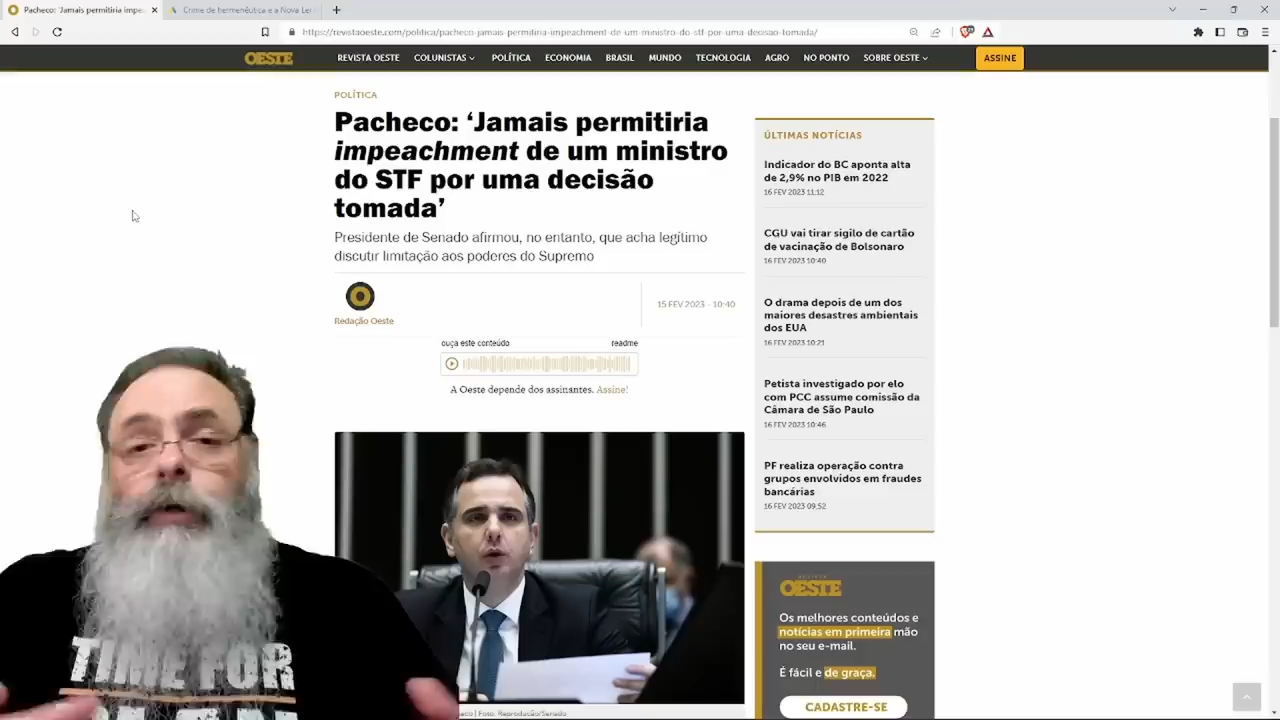 Pacheco: 'Jamais permitiria impe
Crime de hermenêutica e a Nova Lei
https://revistaoeste.com/politica/pacheco-jamais-permitiria-impeachment-de-um-ministro-do-stf-por-uma-decisao-tomada/
OESTE
REVISTA OESTE COLUNISTAS POLÍTICA ECONOMIA BRASIL MUNDO TECNOLOGIA AGRO NO PONTO SOBRE OESTE ASSINE
POLÍTICA
Pacheco: 'Jamais permitiria
impeachment de um ministro
do STF por uma decisão
tomada'
Presidente de Senado afirmou, no entanto, que acha legítimo
discutir limitação aos poderes do Supremo
Redação Oeste
15 FEV 2023 - 10:40
ouça este conteúdo readme
A Oeste depende dos assinantes. Assine!
ÚLTIMAS NOTÍCIAS
Indicador do BC aponta alta
de 2,9% no PIB em 2022
16 FEV 2023 11:12
CGU vai tirar sigilo de cartão
de vacinação de Bolsonaro
16 FEV 2023 10:40
O drama depois de um dos
maiores desastres ambientais
dos EUA
16 FEV 2023 10:21
Petista investigado por elo
com PCC assume comissão da
Câmara de São Paulo
16 FEV 2023 10:46
PF realiza operação contra
grupos envolvidos em fraudes
bancárias
16 FEV 2023 09:52
OESTE
Os melhores conteúdos e
notícias em primeira mão
no seu e-mail.
É fácil e de graça.
CADASTRE-SE
TIME FOR
| Foto: Reprodução/Senado